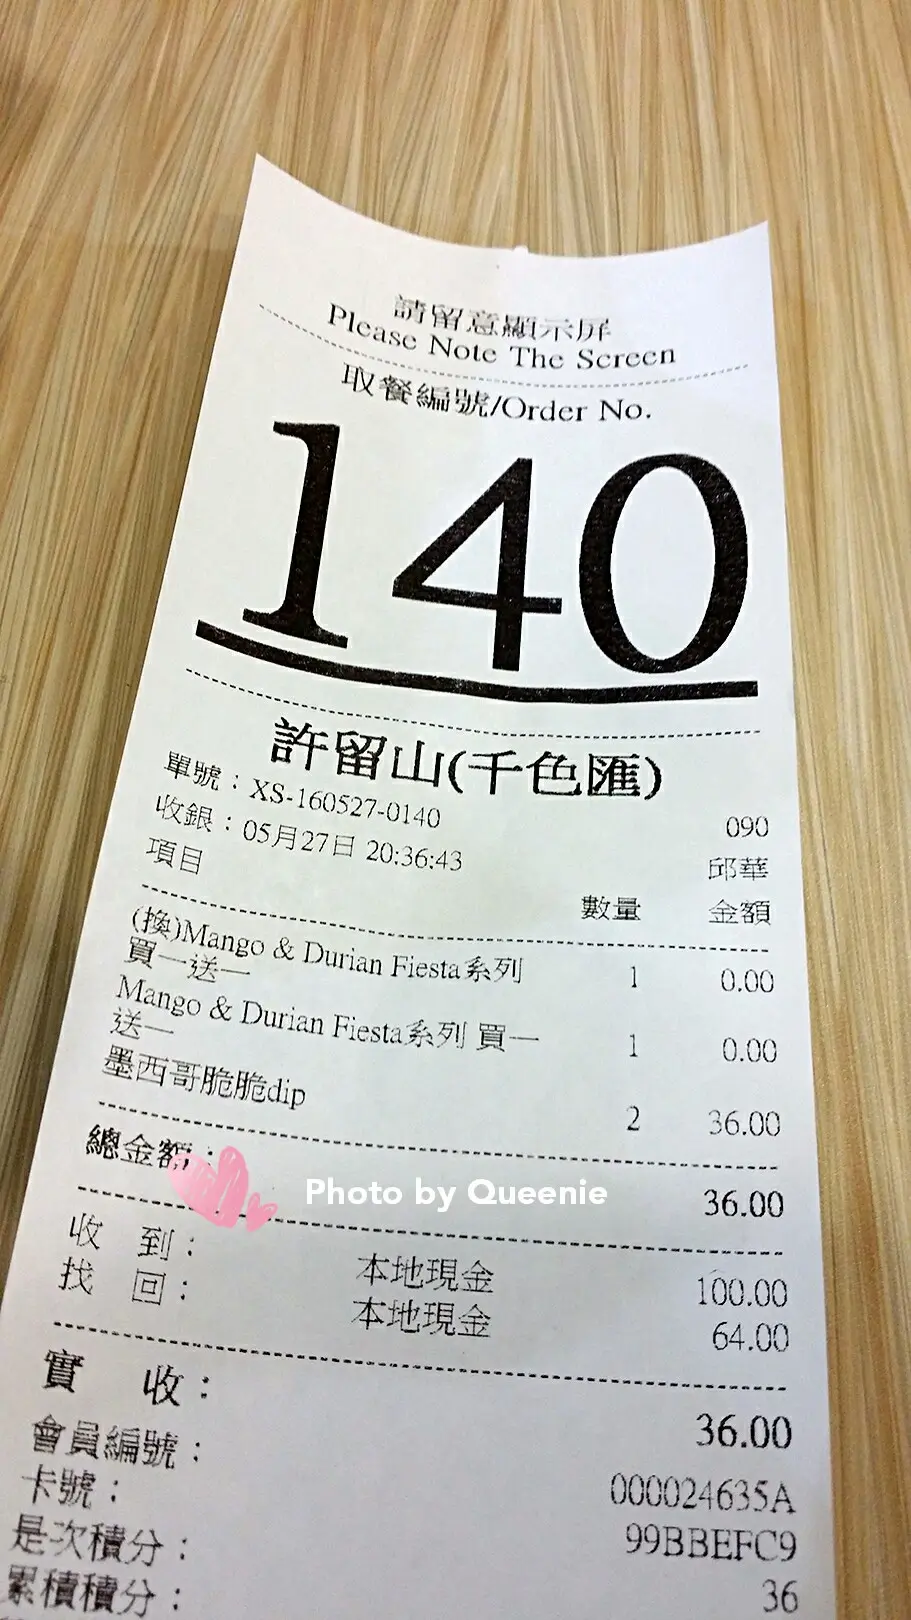 請留意顯示屏
Please Note The Screen
取餐編號/Order No.
140
許留山(千色匯)
單號：XS-160527-0140 090
收銀：05月27日 20:36:43 邱華
項目 數量 金額
(換)Mango & Durian Fiesta系列 1 0.00
買一送一
Mango & Durian Fiesta系列 買一 1 0.00
送一
墨西哥脆脆dip 2 36.00
總金額： 36.00
Photo by Queenie
收 到： 本地現金 100.00
找 回： 本地現金 64.00
實 收： 36.00
會員編號： 000024635A
卡號： 99BBEFC9
是次積分： 36
累積積分：